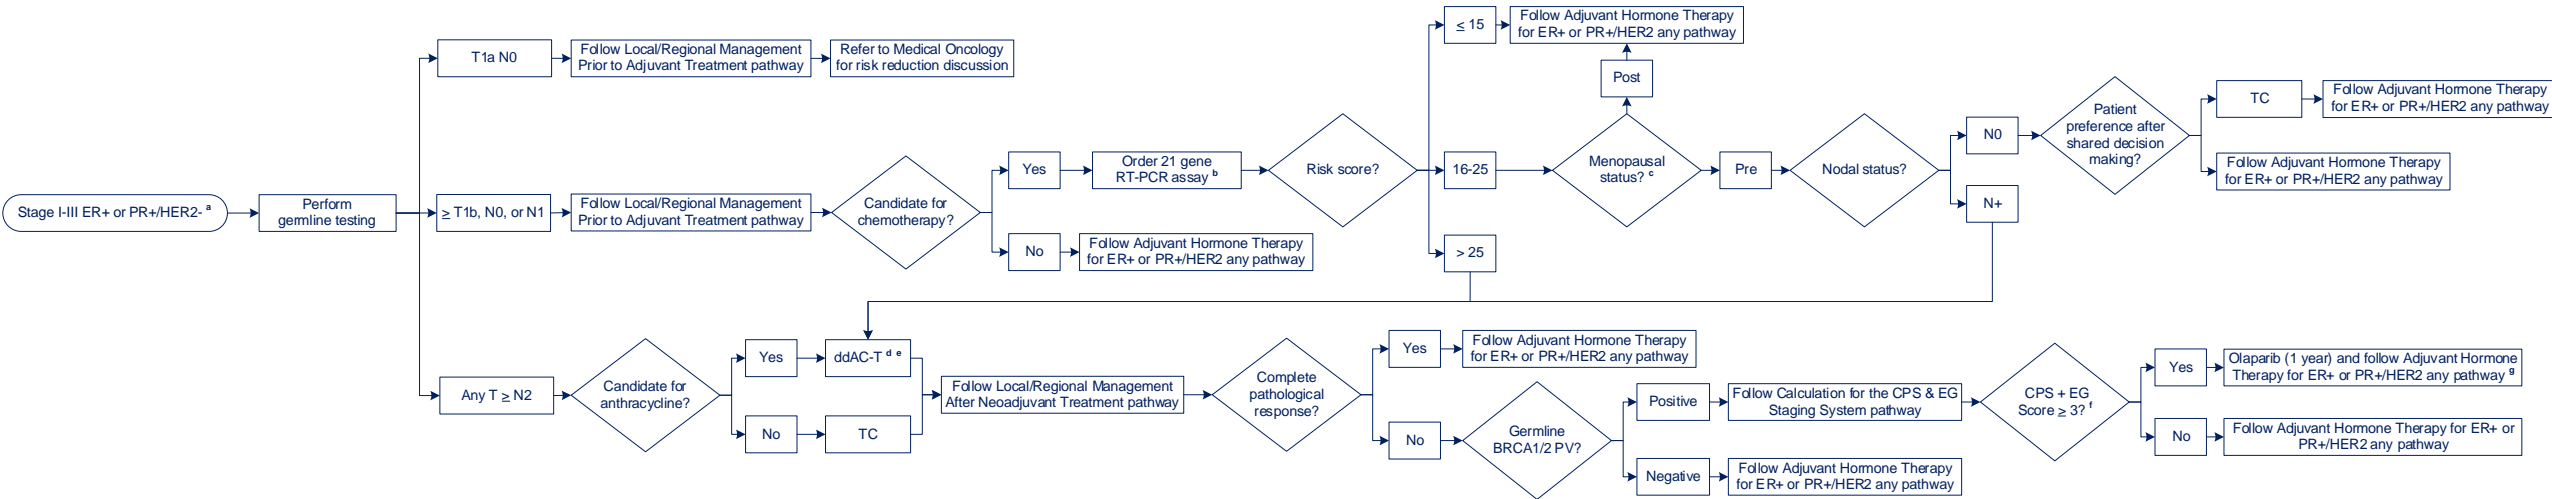 Stage I-III ER+ or PR+/HER2- a
Perform
germline testing
T1a N0
Follow Local/Regional Management
Prior to Adjuvant Treatment pathway
Refer to Medical Oncology
for risk reduction discussion
≥ T1b, N0, or N1
Follow Local/Regional Management
Prior to Adjuvant Treatment pathway
Candidate for
chemotherapy?
Yes
Order 21 gene
RT-PCR assay b
No
Follow Adjuvant Hormone Therapy
for ER+ or PR+/HER2 any pathway
Risk score?
≤ 15
Follow Adjuvant Hormone Therapy
for ER+ or PR+/HER2 any pathway
16-25
Menopausal
status? c
Post
Pre
Nodal status?
N0
Patient
preference after
shared decision
making?
TC
Follow Adjuvant Hormone Therapy
for ER+ or PR+/HER2 any pathway
Follow Adjuvant Hormone Therapy
for ER+ or PR+/HER2 any pathway
N+
> 25
Any T ≥ N2
Candidate for
anthracycline?
Yes
ddAC-T d e
No
TC
Follow Local/Regional Management
After Neoadjuvant Treatment pathway
Complete
pathological
response?
Yes
Follow Adjuvant Hormone Therapy
for ER+ or PR+/HER2 any pathway
No
Germline
BRCA1/2 PV?
Positive
Follow Calculation for the CPS & EG
Staging System pathway
CPS + EG
Score ≥ 3? f
Yes
Olaparib (1 year) and follow Adjuvant Hormone
Therapy for ER+ or PR+/HER2 any pathway g
No
Follow Adjuvant Hormone Therapy for ER+ or
PR+/HER2 any pathway
Negative
Follow Adjuvant Hormone Therapy
for ER+ or PR+/HER2 any pathway